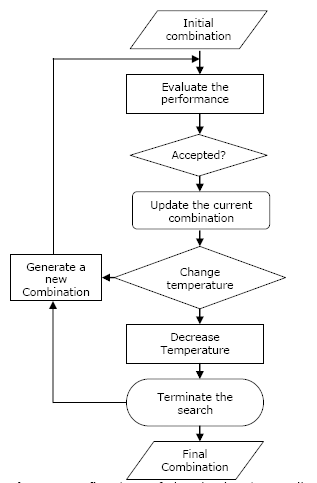 Initial
combination
Evaluate the
performance
Accepted?
Update the current
combination
Change
temperature
Generate a
new
Combination
Decrease
Temperature
Terminate the
search
Final
Combination